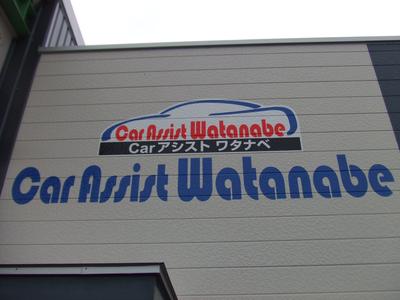 Car Assist Watanabe
Carアシスト ワタナベ
Car Assist Watanabe